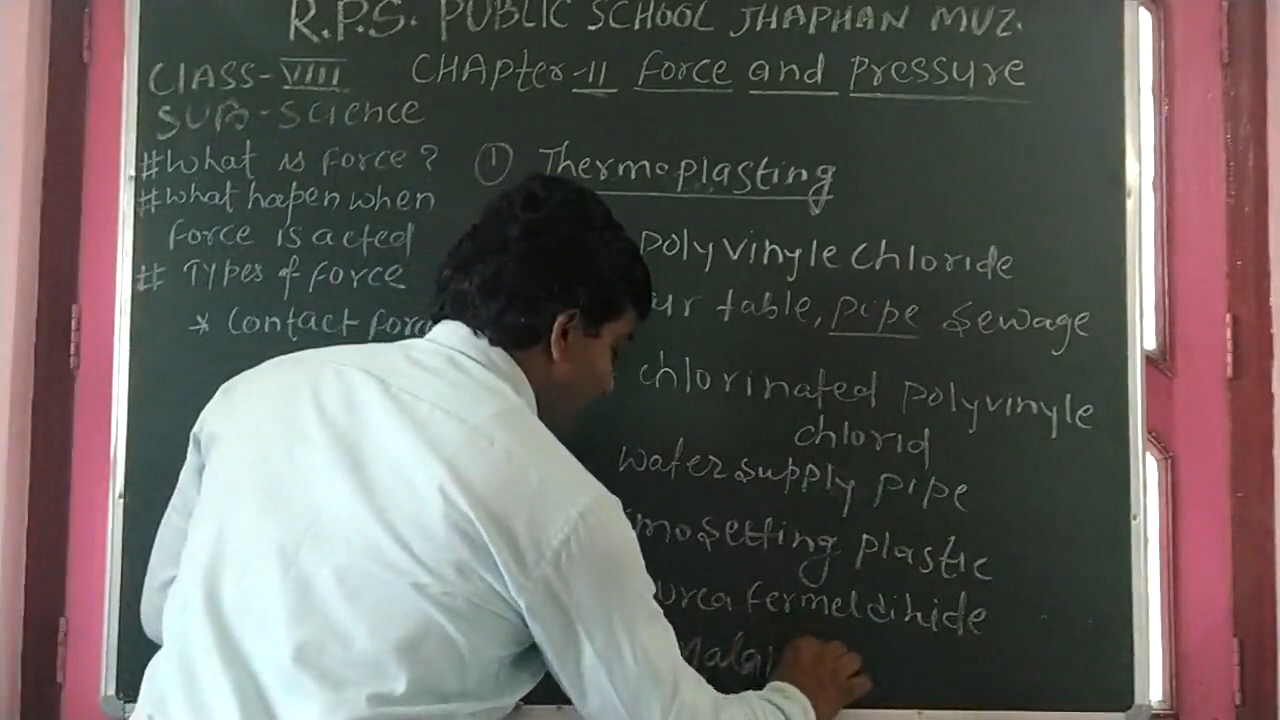 R.P.S. PUBLIC SCHOOL JHAPHAN MUZ.
CLASS-VIII CHAPter-11 Force and Pressure
SUB-Science
#What is force?
#what hapen when
force is acted
# Types of force
* Contact forc
① Thermoplasting
polyvinyle chloride
ur table, pipe sewage
chlorinated polyvinyle
chlorid
water supply pipe
mosetting plastic
urea fermeldihide